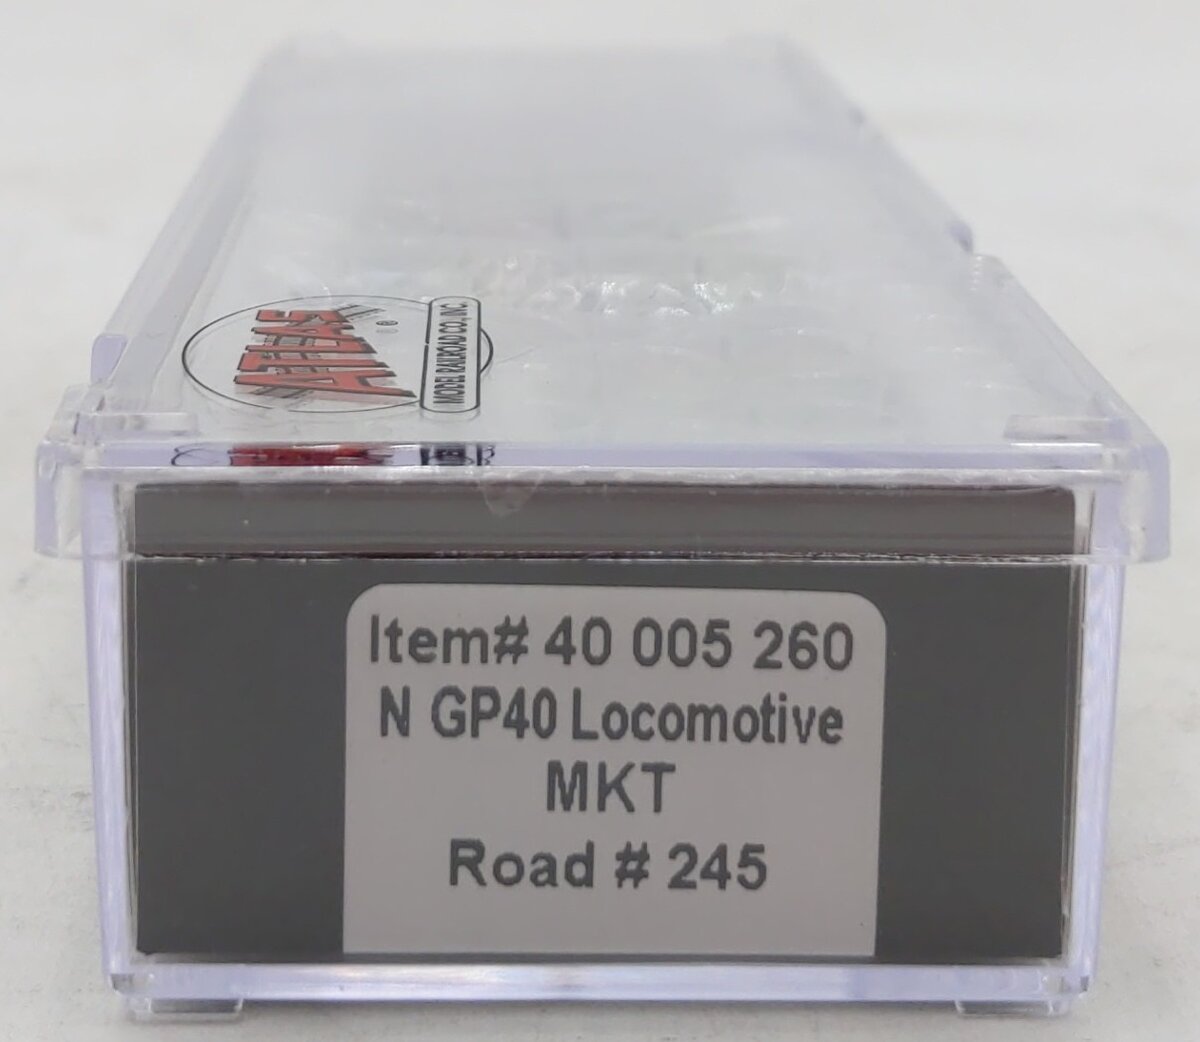 ATLAS
MODEL RAILROAD CO., INC.
Item# 40 005 260
N GP40 Locomotive
MKT
Road # 245